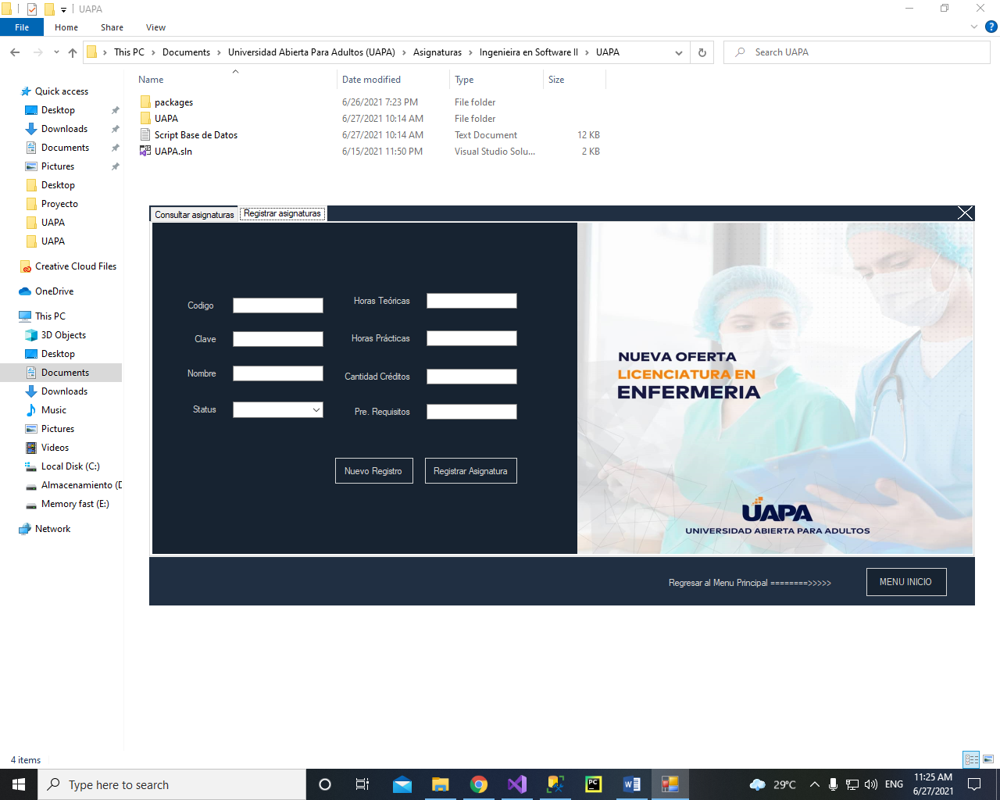 UAPA
File Home Share View
This PC Documents Universidad Abierta Para Adultos (UAPA) Asignaturas Ingenieira en Software II UAPA
Search UAPA
Name Date modified Type Size
packages 6/26/2021 7:23 PM File folder
UAPA 6/27/2021 10:14 AM File folder
Script Base de Datos 6/27/2021 10:14 AM Text Document 12 KB
UAPA.sln 6/15/2021 11:50 PM Visual Studio Solu... 2 KB
Quick access
Desktop
Downloads
Documents
Pictures
Desktop
Proyecto
UAPA
UAPA
Creative Cloud Files
OneDrive
This PC
3D Objects
Desktop
Documents
Downloads
Music
Pictures
Videos
Local Disk (C:)
Almacenamiento (D
Memory fast (E:)
Network
Consultar asignaturas Registrar asignaturas
Codigo Horas Teóricas
Clave Horas Prácticas
Nombre Cantidad Créditos
Status Pre. Requisitos
Nuevo Registro Registrar Asignatura
NUEVA OFERTA
LICENCIATURA EN
ENFERMERIA
UAPA
UNIVERSIDAD ABIERTA PARA ADULTOS
Regresar al Menu Principal ========>>>>> MENU INICIO
4 items
Type here to search
PC
29°C ENG 11:25 AM
6/27/2021